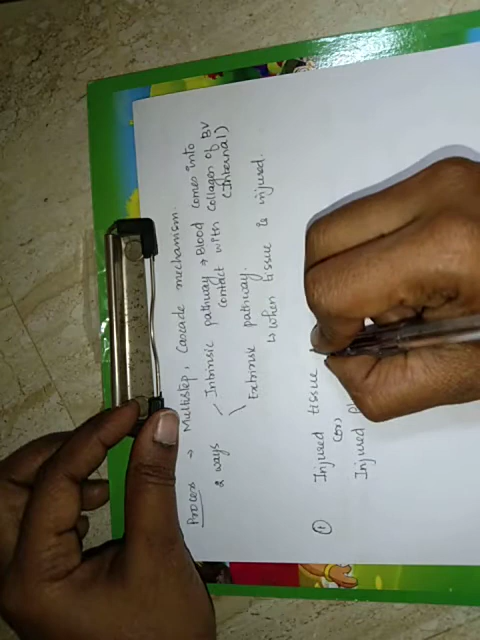 Process → Multistep, Cascade mechanism.
2 ways Intrinsic pathway → Blood comes into
contact with collagen of BV
(Internal)
Extrinsic pathway.
↳ When tissue is injured.
① Injured tissue
(or)
Injured